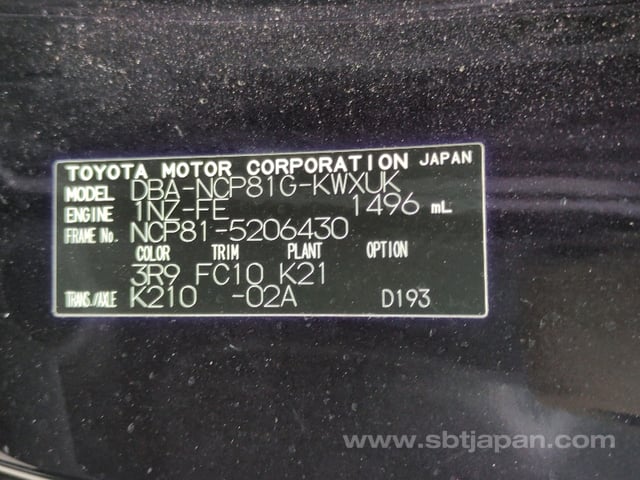 TOYOTA MOTOR CORPORATION JAPAN
MODEL DBA-NCP81G-KWXUK
ENGINE 1NZ-FE 1496 mL
FRAME No. NCP81-5206430
COLOR TRIM PLANT OPTION
3R9 FC10 K21
TRANS./AXLE K210 -02A D193
www.sbtjapan.com